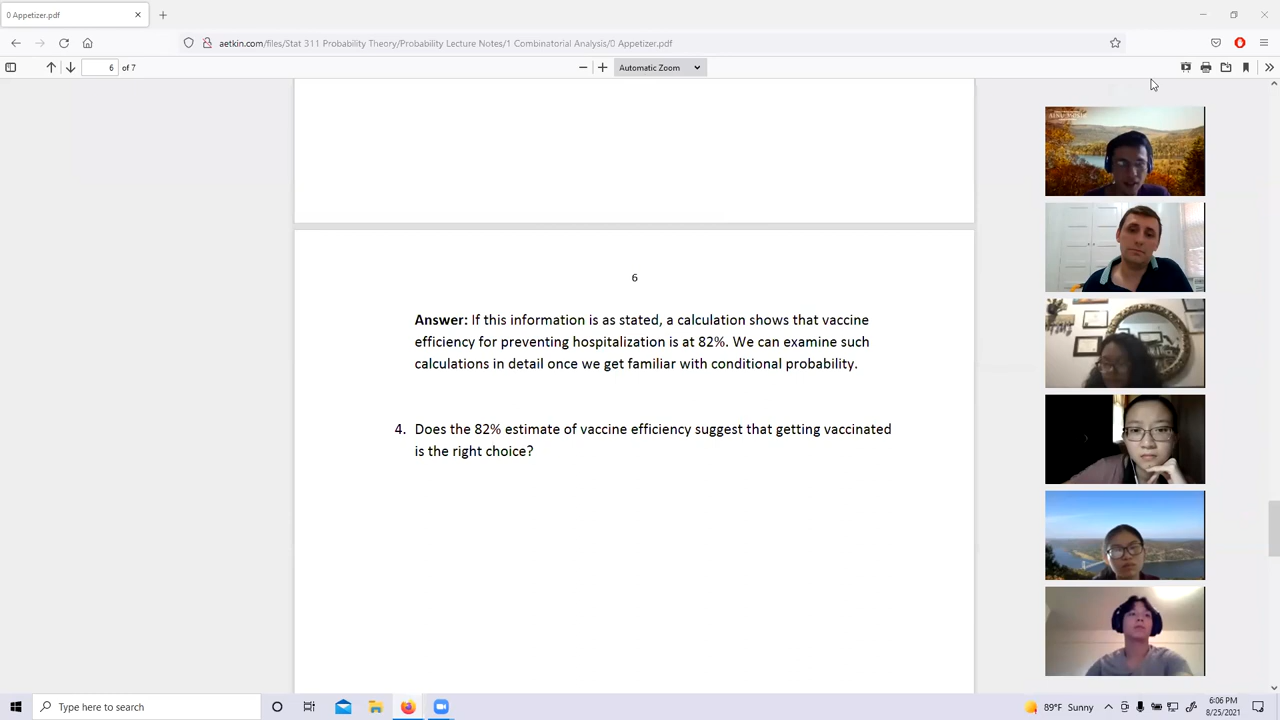 0 Appetizer.pdf
aetkin.com/files/Stat 311 Probability Theory/Probability Lecture Notes/1 Combinatorial Analysis/0 Appetizer.pdf
6 of 7
Automatic Zoom
6
Answer: If this information is as stated, a calculation shows that vaccine
efficiency for preventing hospitalization is at 82%. We can examine such
calculations in detail once we get familiar with conditional probability.
4. Does the 82% estimate of vaccine efficiency suggest that getting vaccinated
is the right choice?
Type here to search
89°F Sunny
6:06 PM
8/25/2021